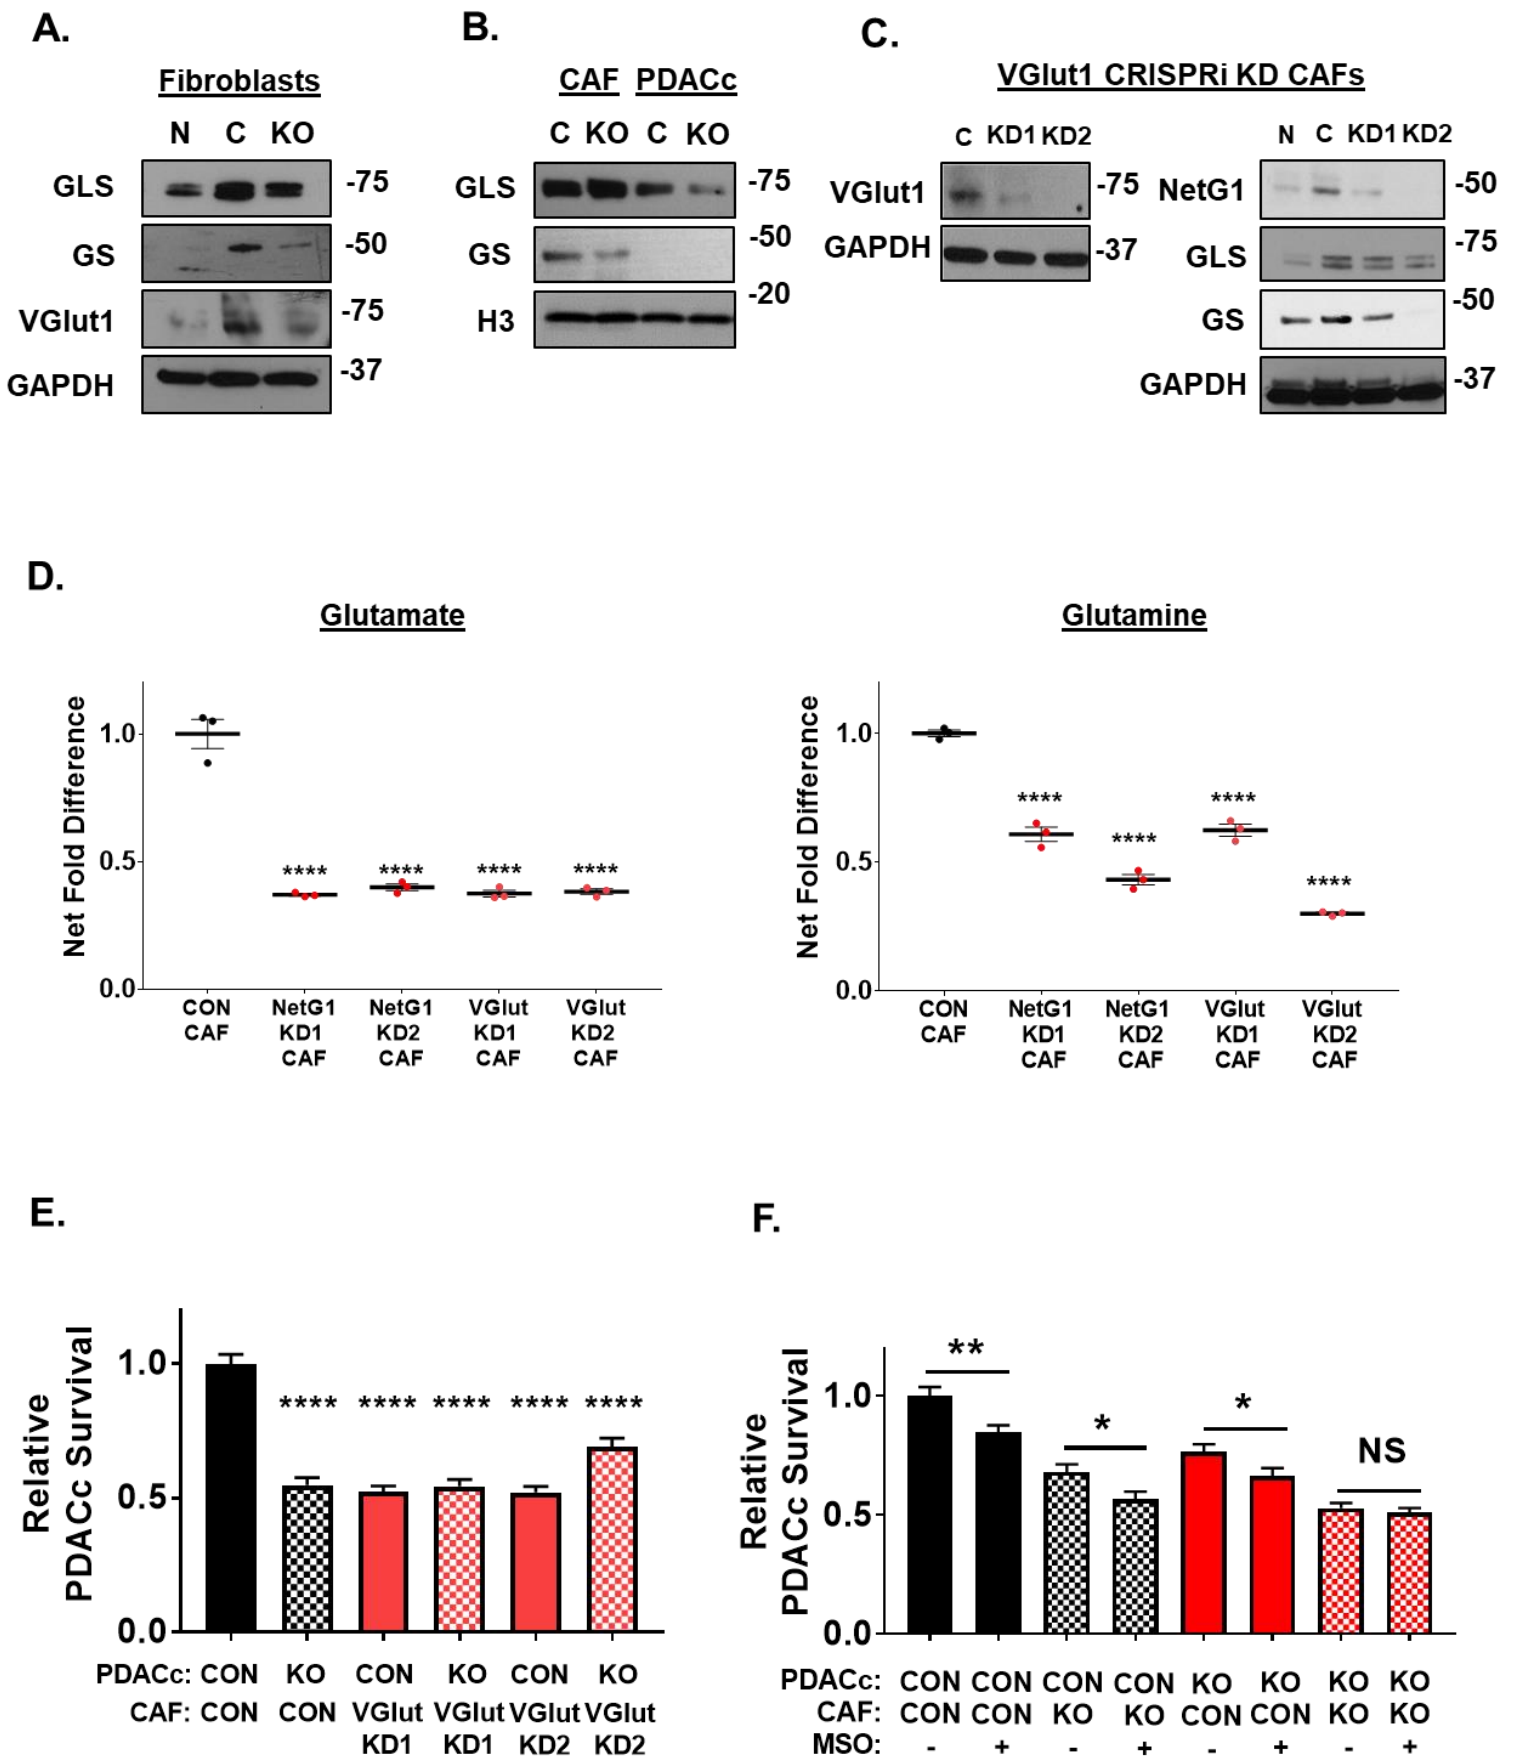 A.
Fibroblasts
N C KO
GLS -75
GS -50
VGlut1 -75
GAPDH -37
B.
CAF PDACc
C KO C KO
GLS -75
GS -50
H3 -20
C.
VGlut1 CRISPRi KD CAFs
C KD1 KD2
VGlut1 -75
GAPDH -37
N C KD1 KD2
NetG1 -50
GLS -75
GS -50
GAPDH -37
D.
Glutamate
Net Fold Difference
1.0
0.5
0.0
**** **** **** ****
CON NetG1 NetG1 VGlut VGlut
CAF KD1 KD2 KD1 KD2
CAF CAF CAF CAF
Glutamine
Net Fold Difference
1.0
0.5
0.0
**** **** **** ****
CON NetG1 NetG1 VGlut VGlut
CAF KD1 KD2 KD1 KD2
CAF CAF CAF CAF
E.
Relative
PDACc Survival
1.0
0.5
0.0
**** **** **** **** ****
PDACc: CON KO CON KO CON KO
CAF: CON CON VGlut VGlut VGlut VGlut
KD1 KD1 KD2 KD2
F.
Relative
PDACc Survival
1.0
0.5
0.0
** * * NS
PDACc: CON CON CON CON KO KO KO KO
CAF: CON CON KO KO CON CON KO KO
MSO: - + - + - + - +